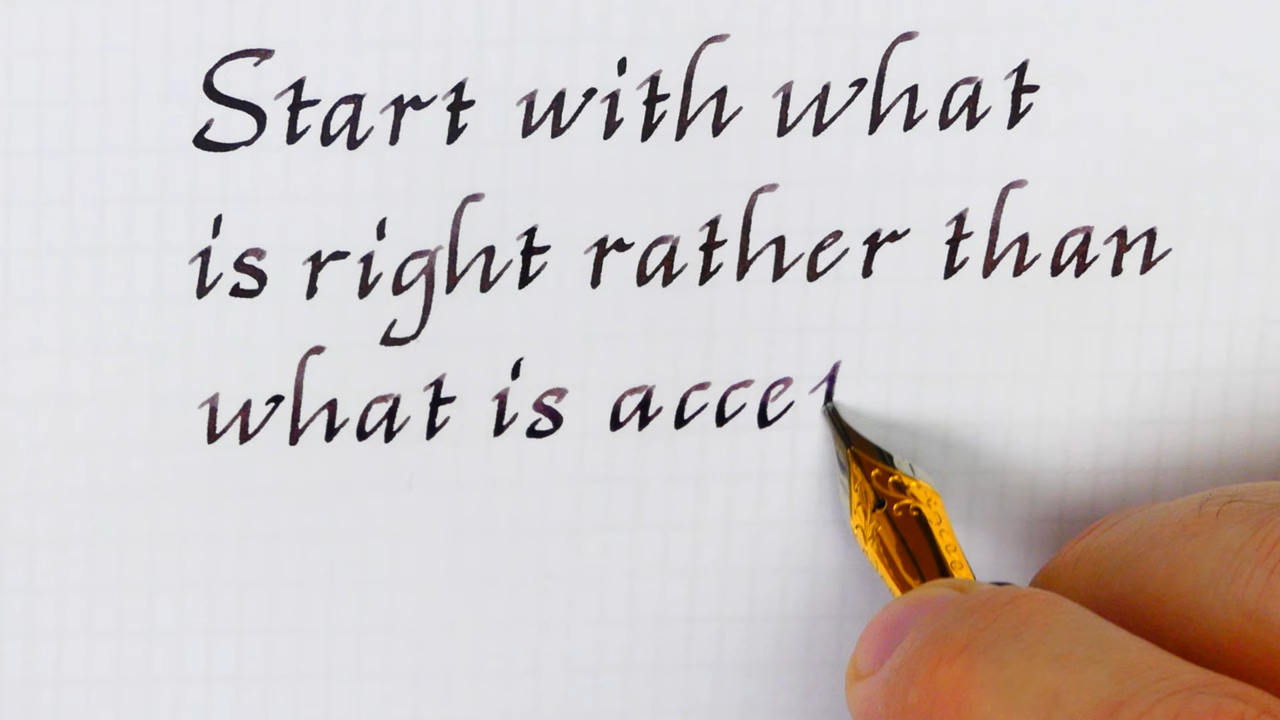 Start with what
is right rather than
what is acce